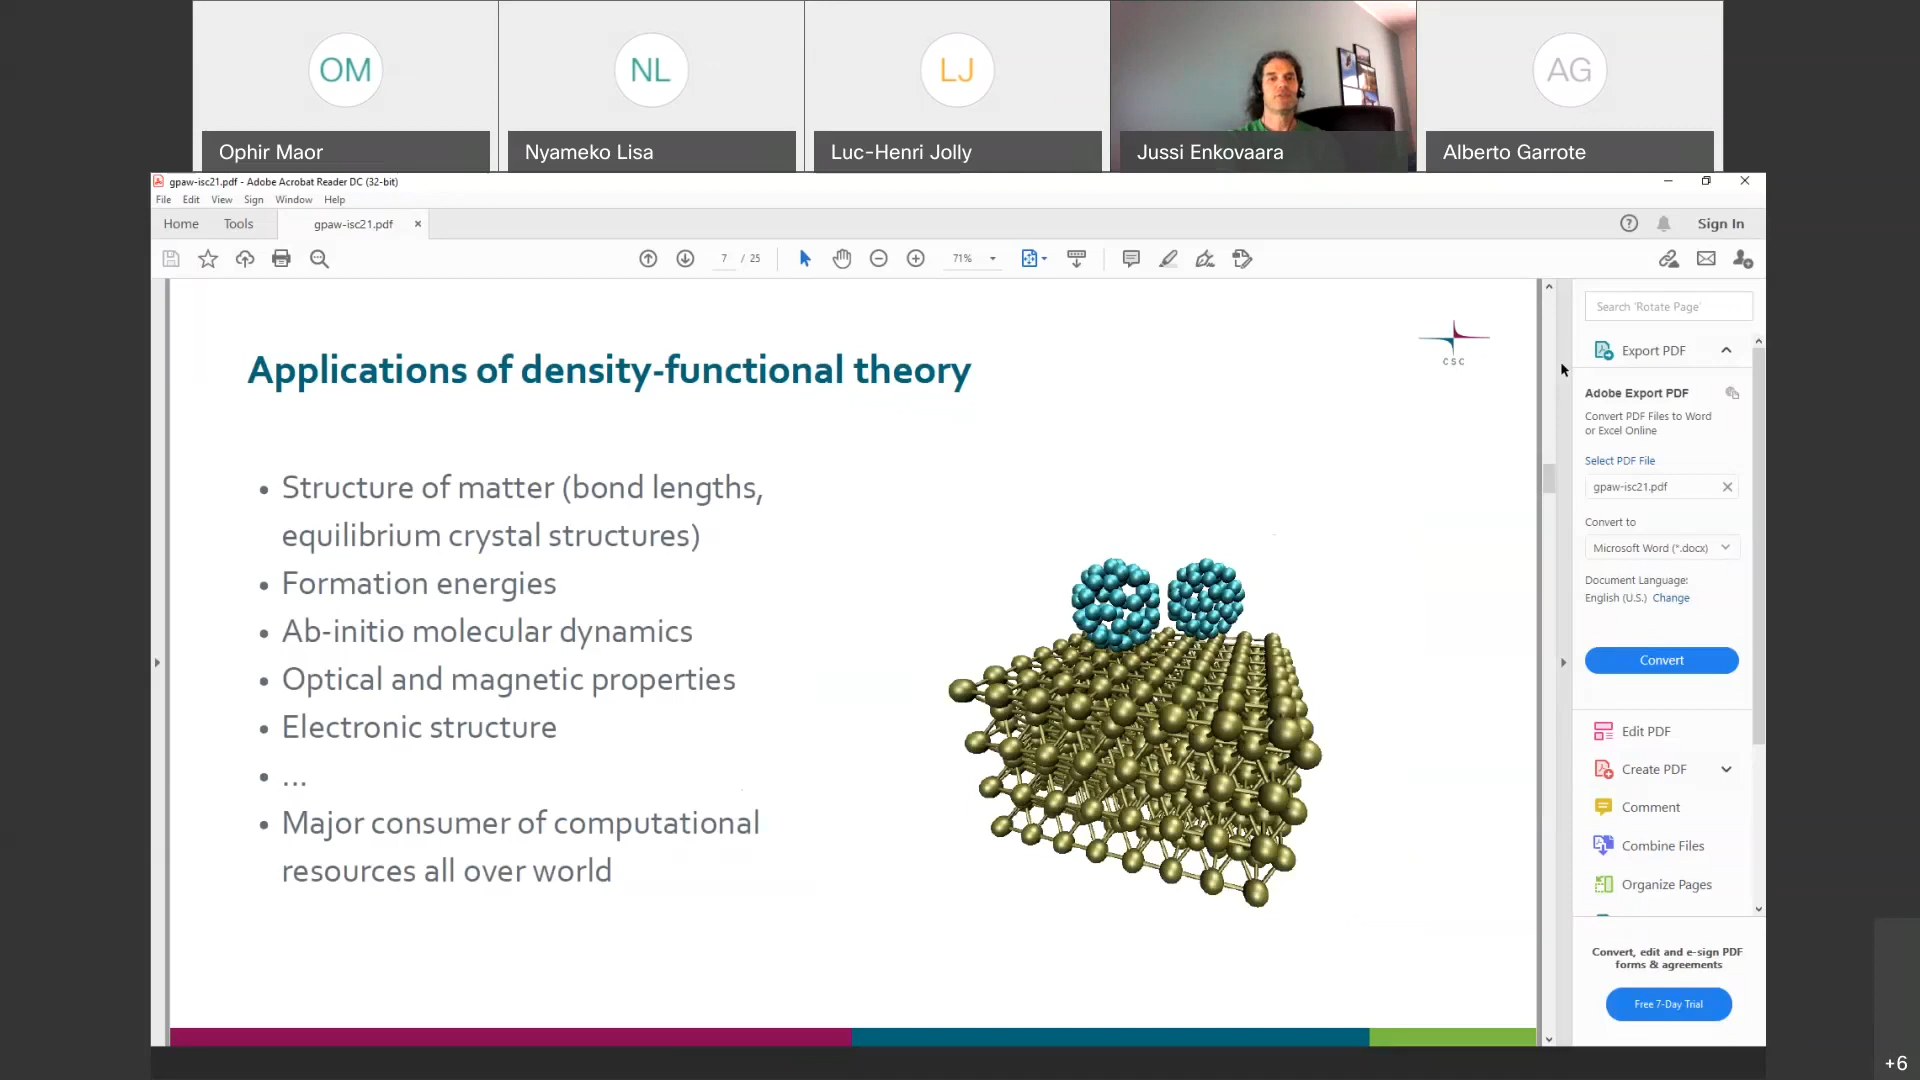 OM
NL
LJ
AG
Ophir Maor
Nyameko Lisa
Luc-Henri Jolly
Jussi Enkovaara
Alberto Garrote
gpaw-isc21.pdf - Adobe Acrobat Reader DC (32-bit)
File Edit View Sign Window Help
Home Tools gpaw-isc21.pdf × Sign In
7 / 25 71%
Applications of density-functional theory
CSC
• Structure of matter (bond lengths,
equilibrium crystal structures)
• Formation energies
• Ab-initio molecular dynamics
• Optical and magnetic properties
• Electronic structure
• ...
• Major consumer of computational
resources all over world
Search 'Rotate Page'
Export PDF
Adobe Export PDF
Convert PDF Files to Word
or Excel Online
Select PDF File
gpaw-isc21.pdf
Convert to
Microsoft Word (*.docx)
Document Language:
English (U.S.) Change
Convert
Edit PDF
Create PDF
Comment
Combine Files
Organize Pages
Convert, edit and e-sign PDF
forms & agreements
Free 7-Day Trial
+6